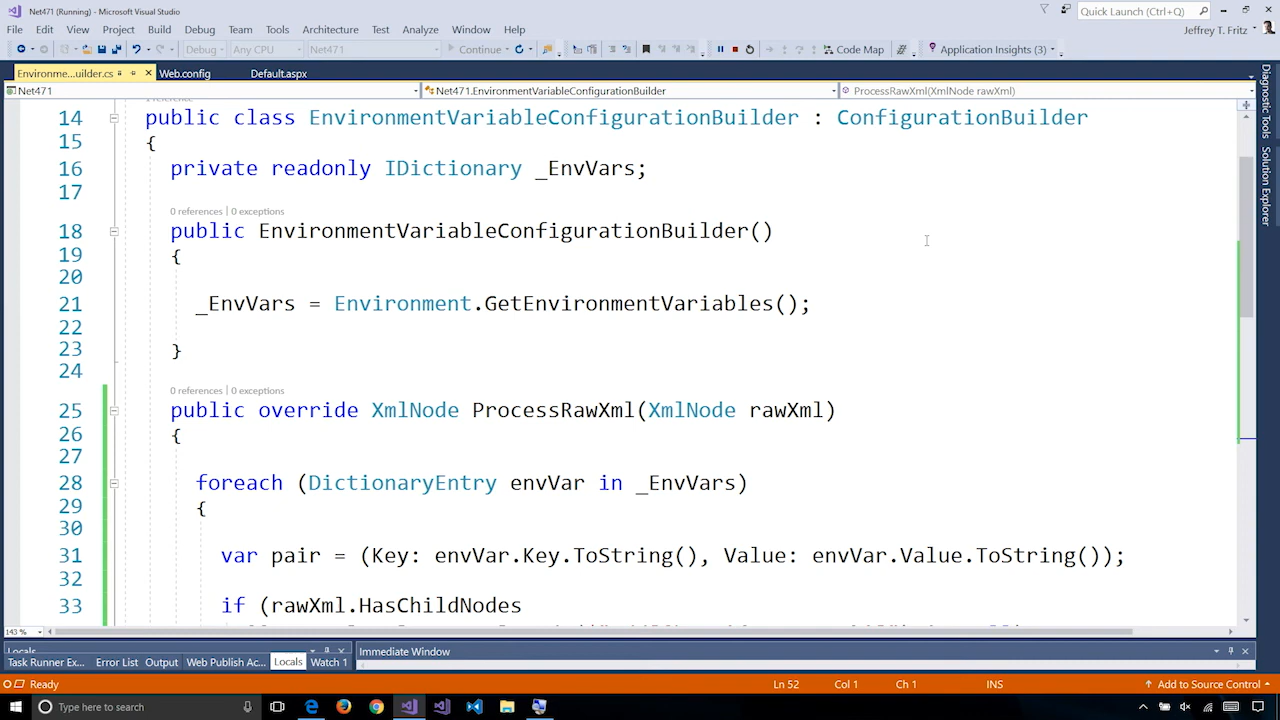 Net471 (Running) - Microsoft Visual Studio
Quick Launch (Ctrl+Q)
File Edit View Project Build Debug Team Tools Architecture Test Analyze Window Help
Jeffrey T. Fritz
Debug Any CPU Net471 Continue Code Map Application Insights (3)
Environme...uilder.cs Web.config Default.aspx
Net471 Net471.EnvironmentVariableConfigurationBuilder ProcessRawXml(XmlNode rawXml)
14 public class EnvironmentVariableConfigurationBuilder : ConfigurationBuilder
15 {
16 private readonly IDictionary _EnvVars;
17
0 references | 0 exceptions
18 public EnvironmentVariableConfigurationBuilder()
19 {
20
21 _EnvVars = Environment.GetEnvironmentVariables();
22
23 }
24
0 references | 0 exceptions
25 public override XmlNode ProcessRawXml(XmlNode rawXml)
26 {
27
28 foreach (DictionaryEntry envVar in _EnvVars)
29 {
30
31 var pair = (Key: envVar.Key.ToString(), Value: envVar.Value.ToString());
32
33 if (rawXml.HasChildNodes
Diagnostic Tools
Solution Explorer
143 %
Locals
Immediate Window
Task Runner Ex... Error List Output Web Publish Ac... Locals Watch 1
Ready Ln 52 Col 1 Ch 1 INS Add to Source Control
Type here to search